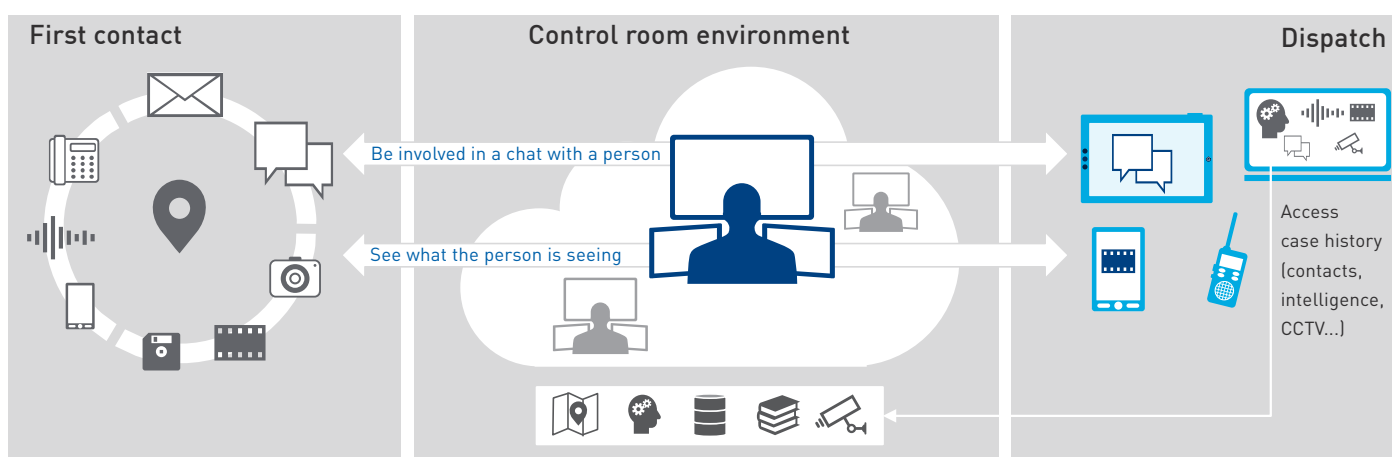 First contact
Control room environment
Dispatch
Be involved in a chat with a person
See what the person is seeing
Access
case history
(contacts,
intelligence,
CCTV...)